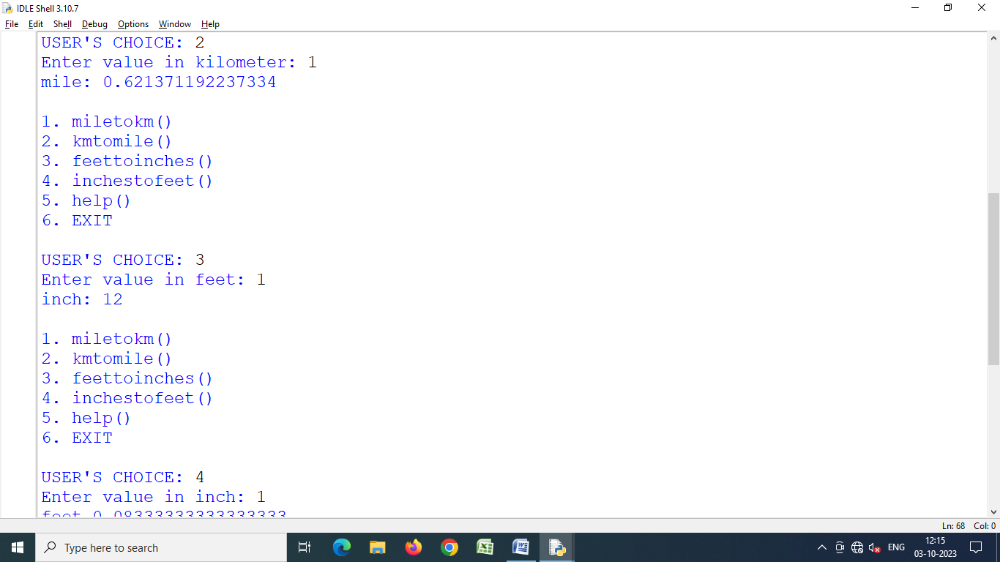 IDLE Shell 3.10.7
File Edit Shell Debug Options Window Help
USER'S CHOICE: 2
Enter value in kilometer: 1
mile: 0.621371192237334
1. miletokm()
2. kmtomile()
3. feettoinches()
4. inchestofeet()
5. help()
6. EXIT
USER'S CHOICE: 3
Enter value in feet: 1
inch: 12
1. miletokm()
2. kmtomile()
3. feettoinches()
4. inchestofeet()
5. help()
6. EXIT
USER'S CHOICE: 4
Enter value in inch: 1
feet 0.08333333333333333
Ln: 68 Col: 0
Type here to search
ENG
12:15
03-10-2023